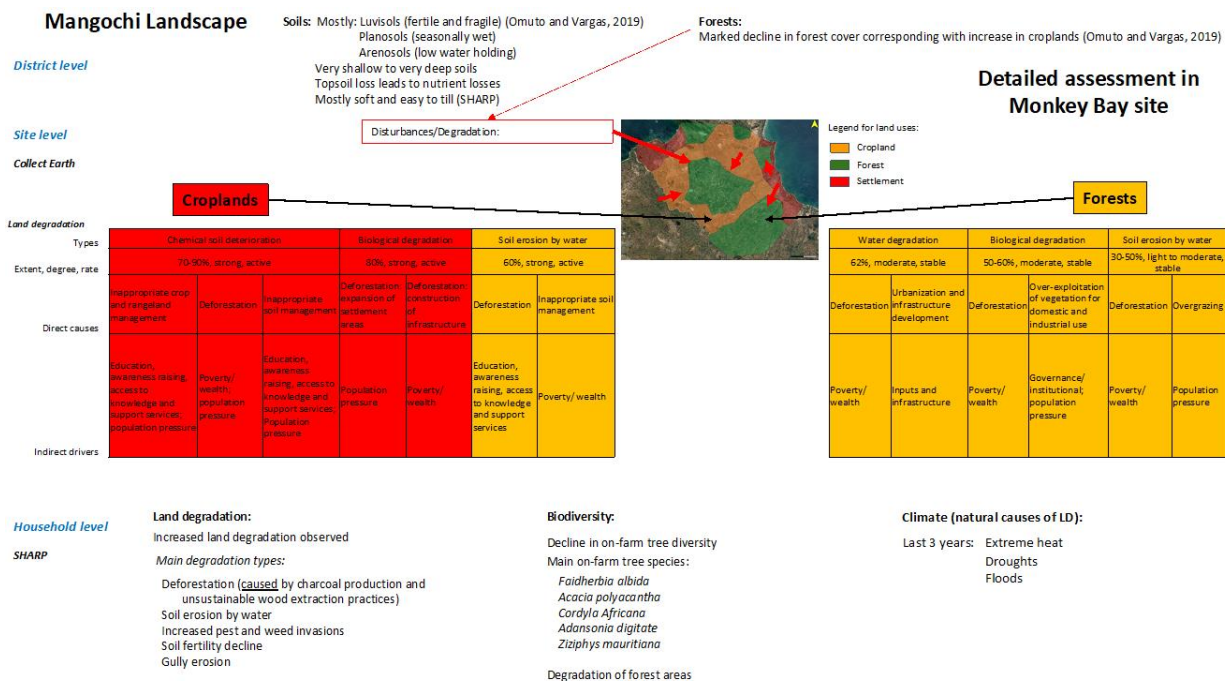 Mangochi Landscape
Soils: Mostly: Luvisols (fertile and fragile) (Omuto and Vargas, 2019)
Planosols (seasonally wet)
Arenosols (low water holding)
Very shallow to very deep soils
Topsoil loss leads to nutrient losses
Mostly soft and easy to till (SHARP)
Forests:
Marked decline in forest cover corresponding with increase in croplands (Omuto and Vargas, 2019)
District level
Detailed assessment in
Monkey Bay site
Site level
Collect Earth
Disturbances/Degradation:
Legend for land uses:
Cropland
Forest
Settlement
Croplands
Forests
Land degradation
Types
Chemical soil deterioration
Biological degradation
Soil erosion by water
Water degradation
Biological degradation
Soil erosion by water
Extent, degree, rate
70-90%, strong, active
60%, strong, active
60%, strong, active
62%, moderate, stable
50-60%, moderate, stable
30-50%, light to moderate,
stable
Direct causes
Inappropriate crop
and rangeland
management
Deforestation
Inappropriate
soil management
Deforestation:
expansion of
settlement
areas
Deforestation:
construction
of
infrastructure
Deforestation
Inappropriate soil
management
Deforestation
Urbanization and
infrastructure
development
Deforestation
Over-exploitation
of vegetation for
domestic and
industrial use
Deforestation
Overgrazing
Indirect drivers
Education,
awareness raising,
access to
knowledge and
support services;
population pressure
Poverty/
wealth;
population
pressure
Education,
awareness
raising, access to
knowledge and
support services;
Population
pressure
Population
pressure
Poverty/
wealth
Education,
awareness
raising, access
to knowledge
and support
services
Poverty/wealth
Poverty/
wealth
Inputs and
infrastructure
Poverty/
wealth
Governance/
institutional;
population
pressure
Poverty/
wealth
Population
pressure
Household level
SHARP
Land degradation:
Increased land degradation observed
Main degradation types:
Deforestation (caused by charcoal production and
unsustainable wood extraction practices)
Soil erosion by water
Increased pest and weed invasions
Soil fertility decline
Gully erosion
Biodiversity:
Decline in on-farm tree diversity
Main on-farm tree species:
Faidherbia albida
Acacia polyacantha
Cordyla Africana
Adansonia digitate
Ziziphys mauritiana
Degradation of forest areas
Climate (natural causes of LD):
Last 3 years: Extreme heat
Droughts
Floods